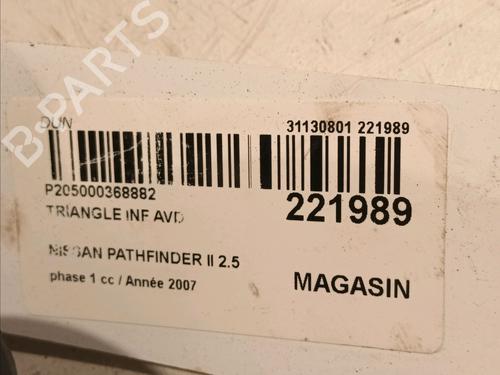 DUN
31130801 221989
P205000368882
TRIANGLE INF AVD
221989
NISSAN PATHFINDER II 2.5
phase 1 cc / Année 2007
MAGASIN
B-PARTS